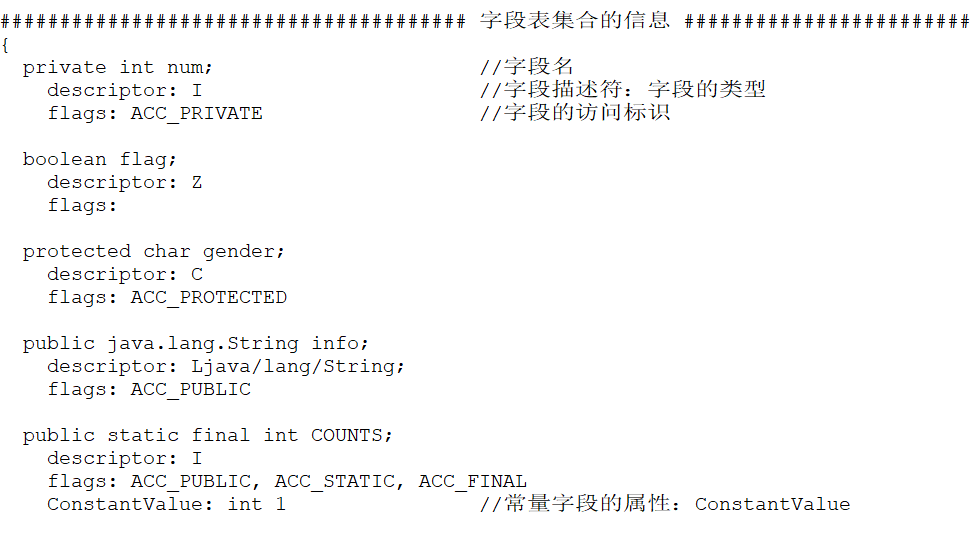 ####################################### 字段表集合的信息 ########################
{
  private int num;                      //字段名
    descriptor: I                       //字段描述符：字段的类型
    flags: ACC_PRIVATE                  //字段的访问标识

  boolean flag;
    descriptor: Z
    flags:

  protected char gender;
    descriptor: C
    flags: ACC_PROTECTED

  public java.lang.String info;
    descriptor: Ljava/lang/String;
    flags: ACC_PUBLIC

  public static final int COUNTS;
    descriptor: I
    flags: ACC_PUBLIC, ACC_STATIC, ACC_FINAL
    ConstantValue: int 1                //常量字段的属性：ConstantValue